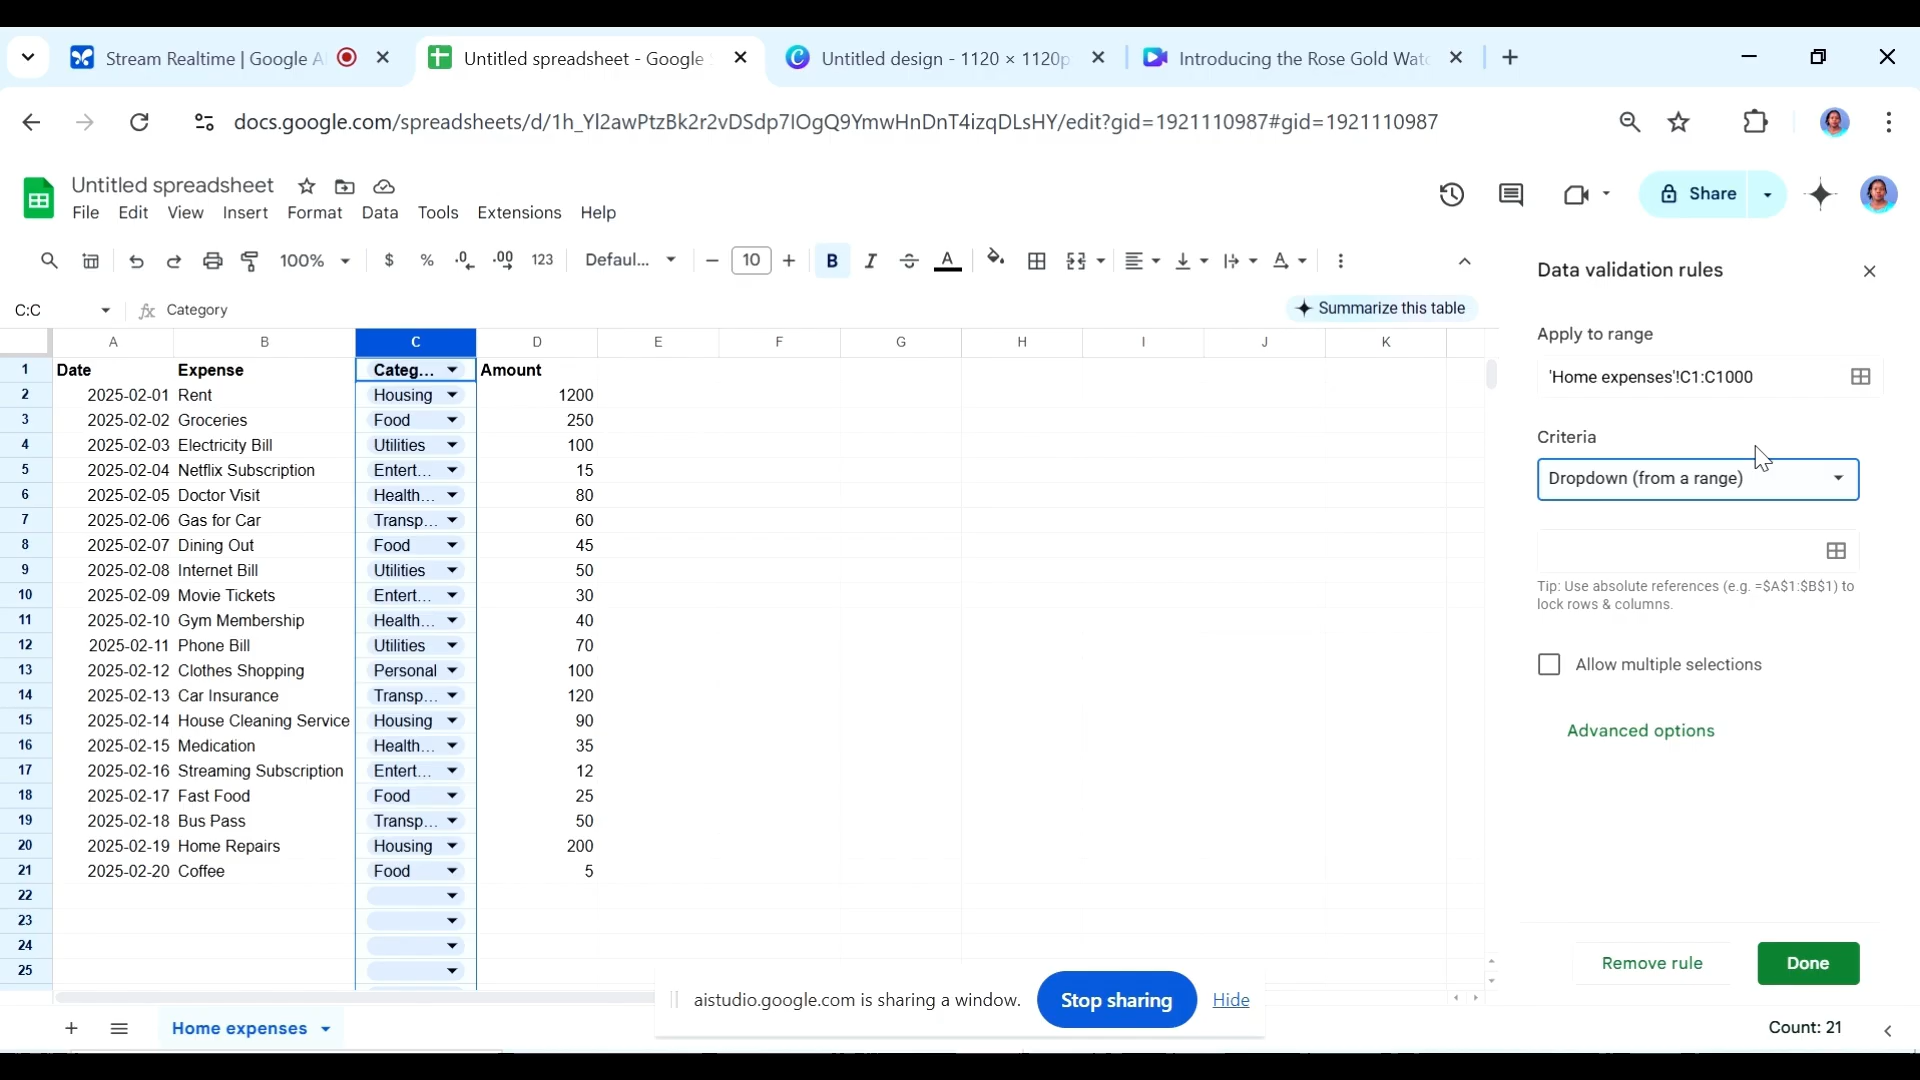 Stream Realtime | Google A
Untitled spreadsheet - Google
Untitled design - 1120 × 1120p
Introducing the Rose Gold Wat
docs.google.com/spreadsheets/d/1h_Yl2awPtzBk2r2vDSdp7IOgQ9YmwHnDnT4izqDLsHY/edit?gid=1921110987#gid=1921110987
Untitled spreadsheet
File Edit View Insert Format Data Tools Extensions Help
Share
100% $ % .0 .00 123 Defaul... 10 B I A
C:C fx Category
Summarize this table
A B C D E F G H I J K
1 Date Expense Categ... Amount
2 2025-02-01 Rent Housing 1200
3 2025-02-02 Groceries Food 250
4 2025-02-03 Electricity Bill Utilities 100
5 2025-02-04 Netflix Subscription Entert... 15
6 2025-02-05 Doctor Visit Health... 80
7 2025-02-06 Gas for Car Transp... 60
8 2025-02-07 Dining Out Food 45
9 2025-02-08 Internet Bill Utilities 50
10 2025-02-09 Movie Tickets Entert... 30
11 2025-02-10 Gym Membership Health... 40
12 2025-02-11 Phone Bill Utilities 70
13 2025-02-12 Clothes Shopping Personal 100
14 2025-02-13 Car Insurance Transp... 120
15 2025-02-14 House Cleaning Service Housing 90
16 2025-02-15 Medication Health... 35
17 2025-02-16 Streaming Subscription Entert... 12
18 2025-02-17 Fast Food Food 25
19 2025-02-18 Bus Pass Transp... 50
20 2025-02-19 Home Repairs Housing 200
21 2025-02-20 Coffee Food 5
22
23
24
25
Data validation rules
Apply to range
'Home expenses'!C1:C1000
Criteria
Dropdown (from a range)
Tip: Use absolute references (e.g. =$A$1:$B$1) to
lock rows & columns.
Allow multiple selections
Advanced options
Remove rule
Done
aistudio.google.com is sharing a window.
Stop sharing
Hide
Home expenses
Count: 21